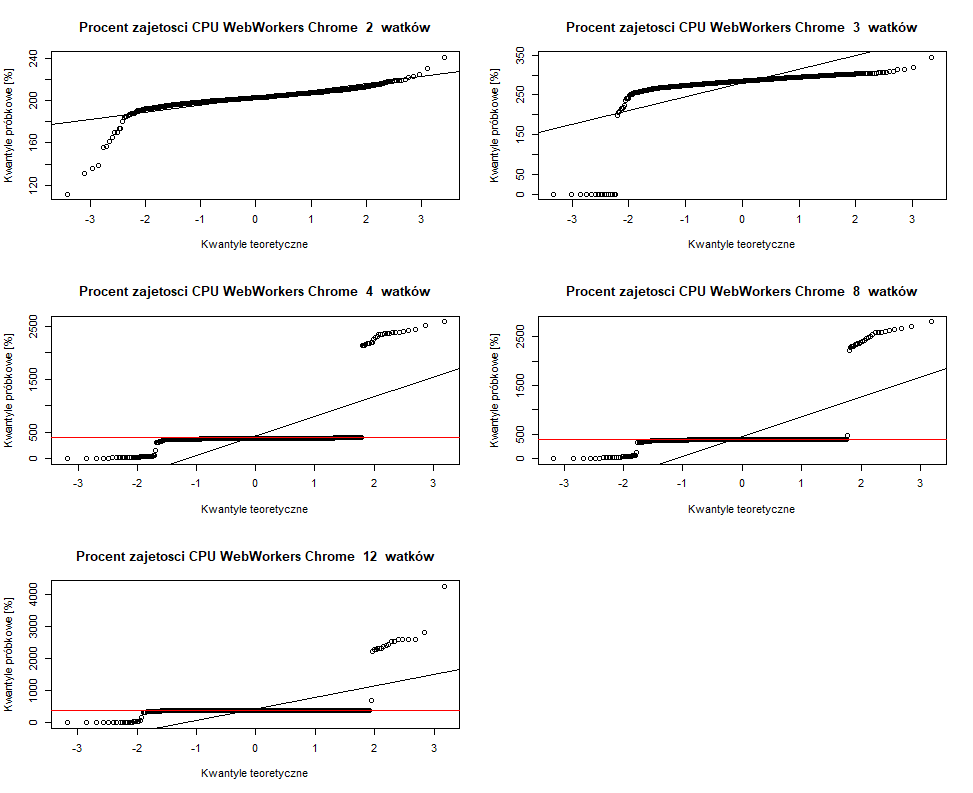 Procent zajetosci CPU WebWorkers Chrome 2 watków
Kwantyle próbkowe [%]
240
200
160
120
-3 -2 -1 0 1 2 3
Kwantyle teoretyczne
Procent zajetosci CPU WebWorkers Chrome 3 watków
Kwantyle próbkowe [%]
350
250
150
50
0
-3 -2 -1 0 1 2 3
Kwantyle teoretyczne
Procent zajetosci CPU WebWorkers Chrome 4 watków
Kwantyle próbkowe [%]
2500
1500
500
0
-3 -2 -1 0 1 2 3
Kwantyle teoretyczne
Procent zajetosci CPU WebWorkers Chrome 8 watków
Kwantyle próbkowe [%]
2500
1500
500
0
-3 -2 -1 0 1 2 3
Kwantyle teoretyczne
Procent zajetosci CPU WebWorkers Chrome 12 watków
Kwantyle próbkowe [%]
4000
3000
2000
1000
0
-3 -2 -1 0 1 2 3
Kwantyle teoretyczne